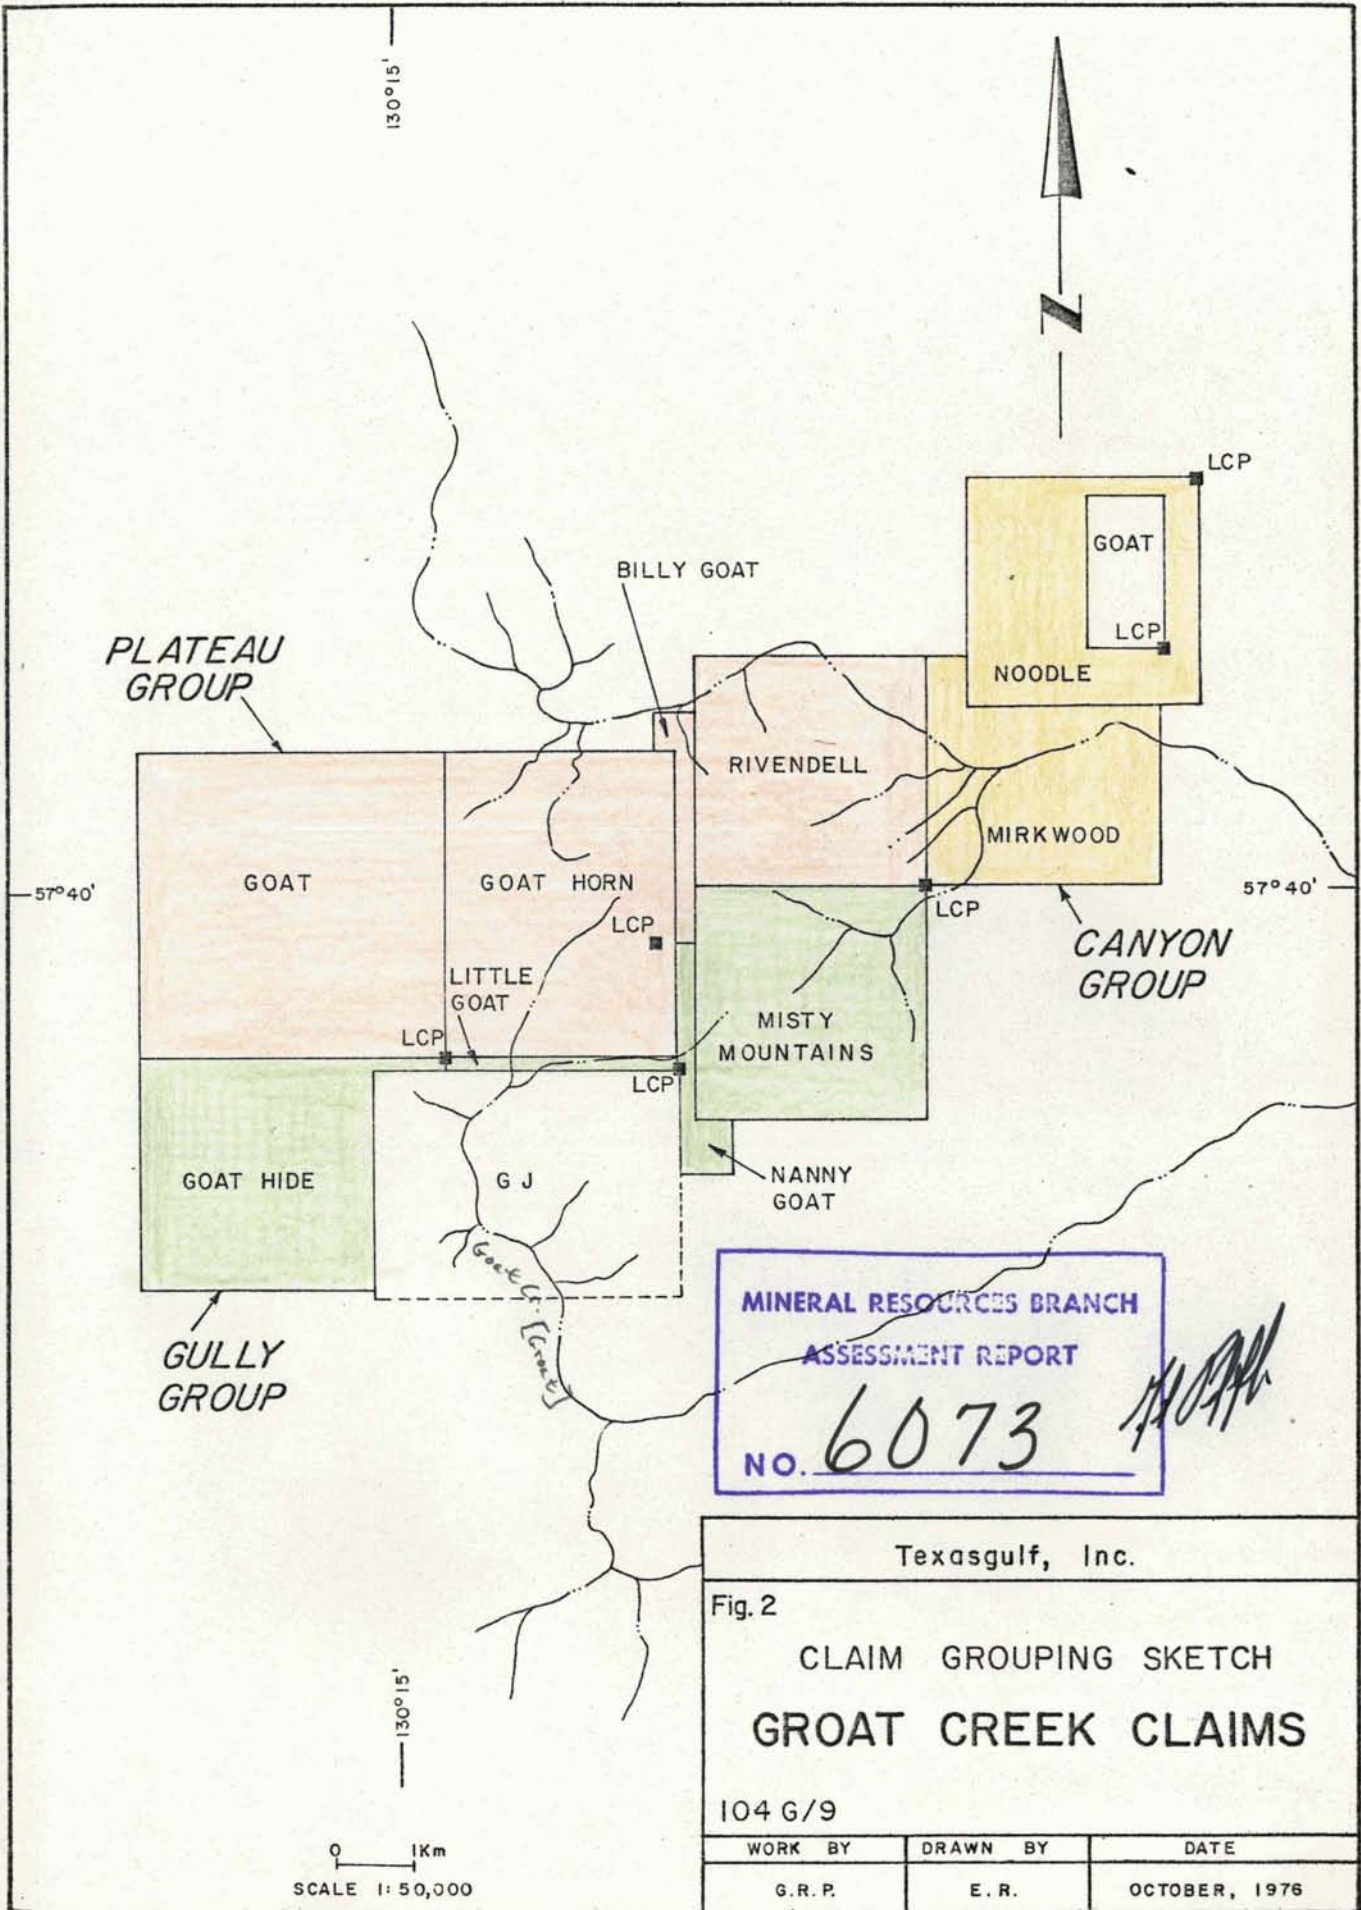 130°15'
LCP
GOAT
BILLY GOAT
LCP
PLATEAU
GROUP
NOODLE
RIVENDELL
MIRKWOOD
GOAT
GOAT HORN
57°40'
57°40'
LCP
LCP
CANYON
GROUP
LITTLE
GOAT
MISTY
MOUNTAINS
LCP
LCP
GOAT HIDE
G J
NANNY
GOAT
Goat Cr.
[Groat]
GULLY
GROUP
MINERAL RESOURCES BRANCH
ASSESSMENT REPORT
NO. 6073
Texasgulf, Inc.
Fig. 2
CLAIM GROUPING SKETCH
GROAT CREEK CLAIMS
104 G/9
130°15'
0 1Km
SCALE 1:50,000
WORK BY DRAWN BY DATE
G.R.P. E.R. OCTOBER, 1976
N